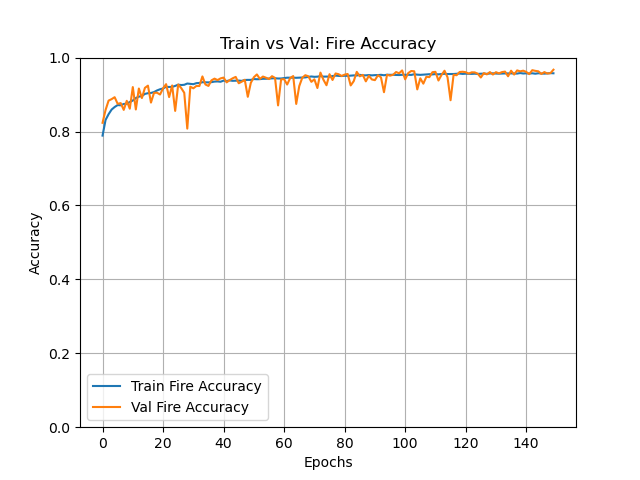 Train vs Val: Fire Accuracy
1.0
0.8
0.6
0.4
0.2
0.0
Accuracy
Train Fire Accuracy
Val Fire Accuracy
0 20 40 60 80 100 120 140
Epochs